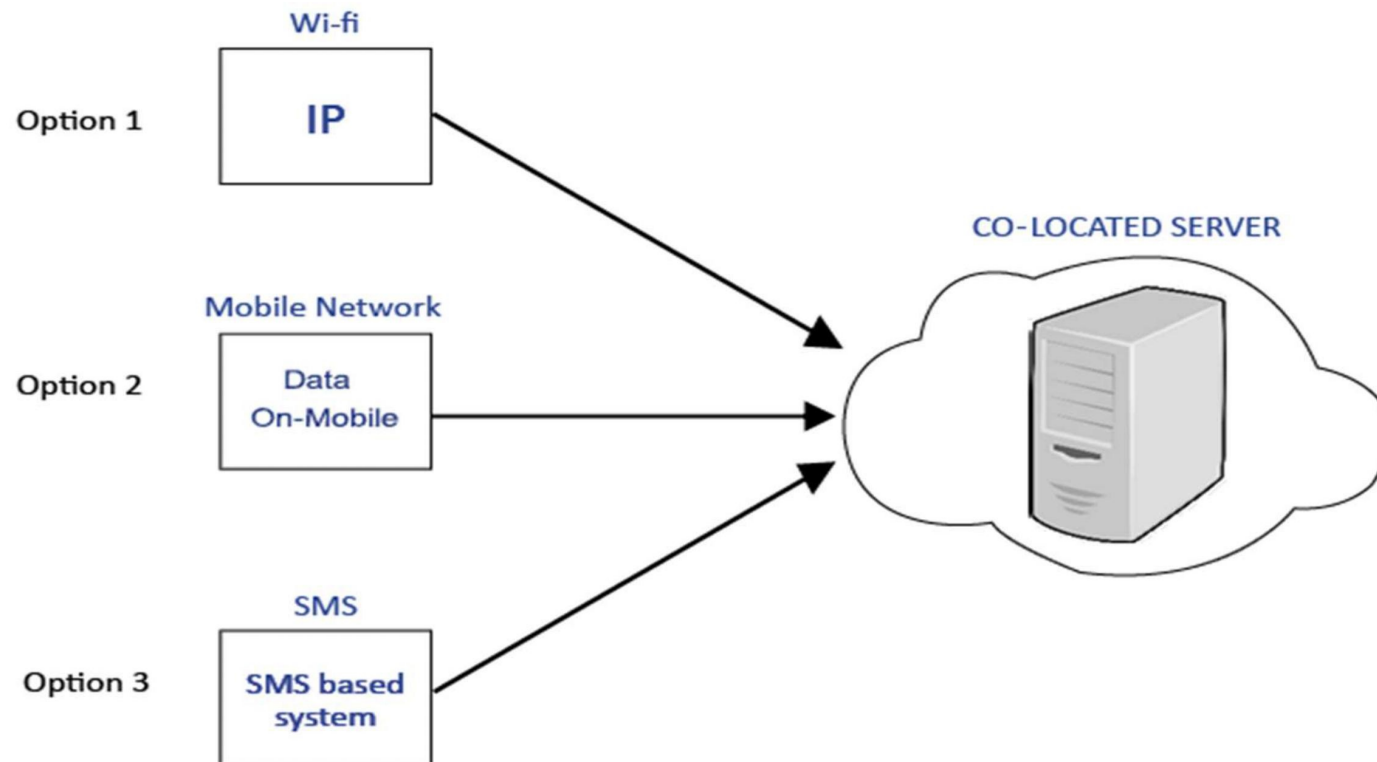 Wi-fi
Option 1
IP
CO-LOCATED SERVER
Mobile Network
Option 2
Data
On-Mobile
SMS
Option 3
SMS based
system